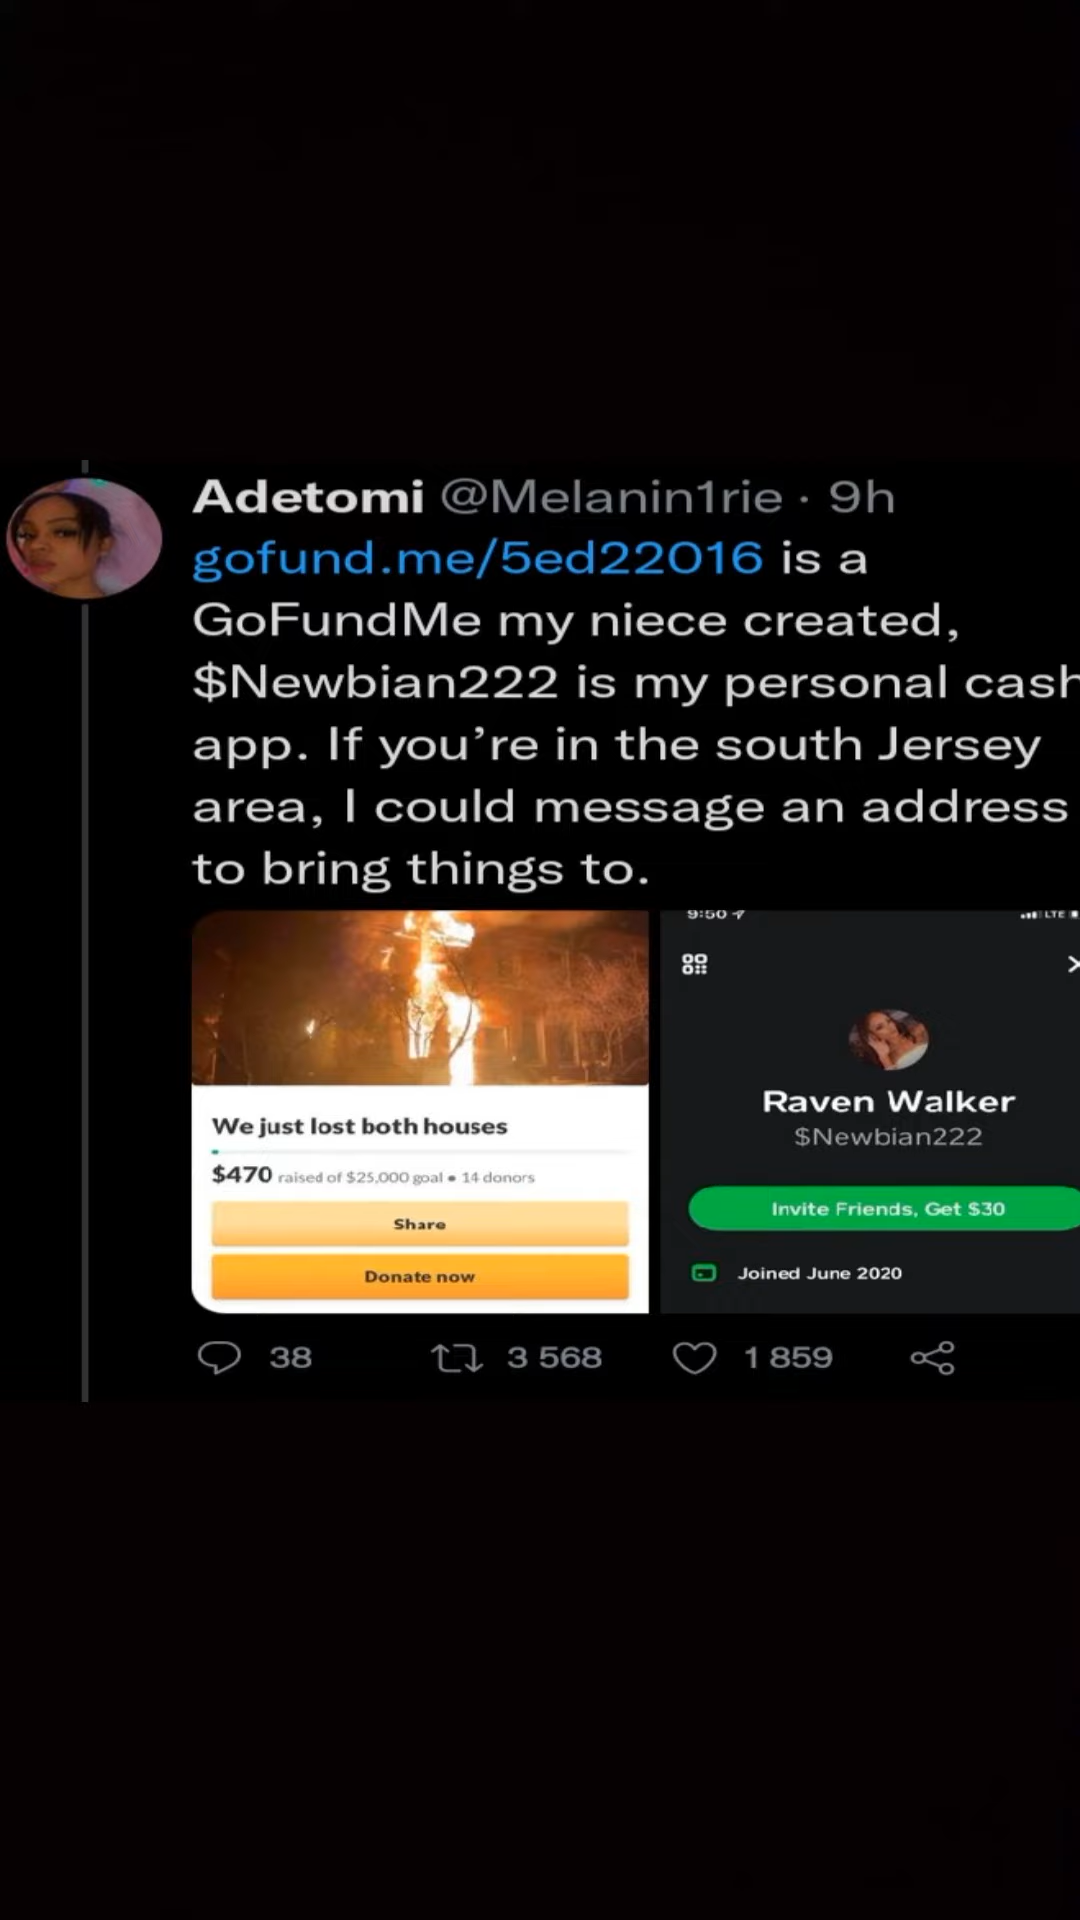 Adetomi @Melanin1rie · 9h
gofund.me/5ed22016 is a
GoFundMe my niece created,
$Newbian222 is my personal cash
app. If you’re in the south Jersey
area, I could message an address
to bring things to.
9:50
LTE
We just lost both houses
$470 raised of $25,000 goal • 14 donors
Share
Donate now
Raven Walker
$Newbian222
Invite Friends, Get $30
Joined June 2020
38 3 568 1 859